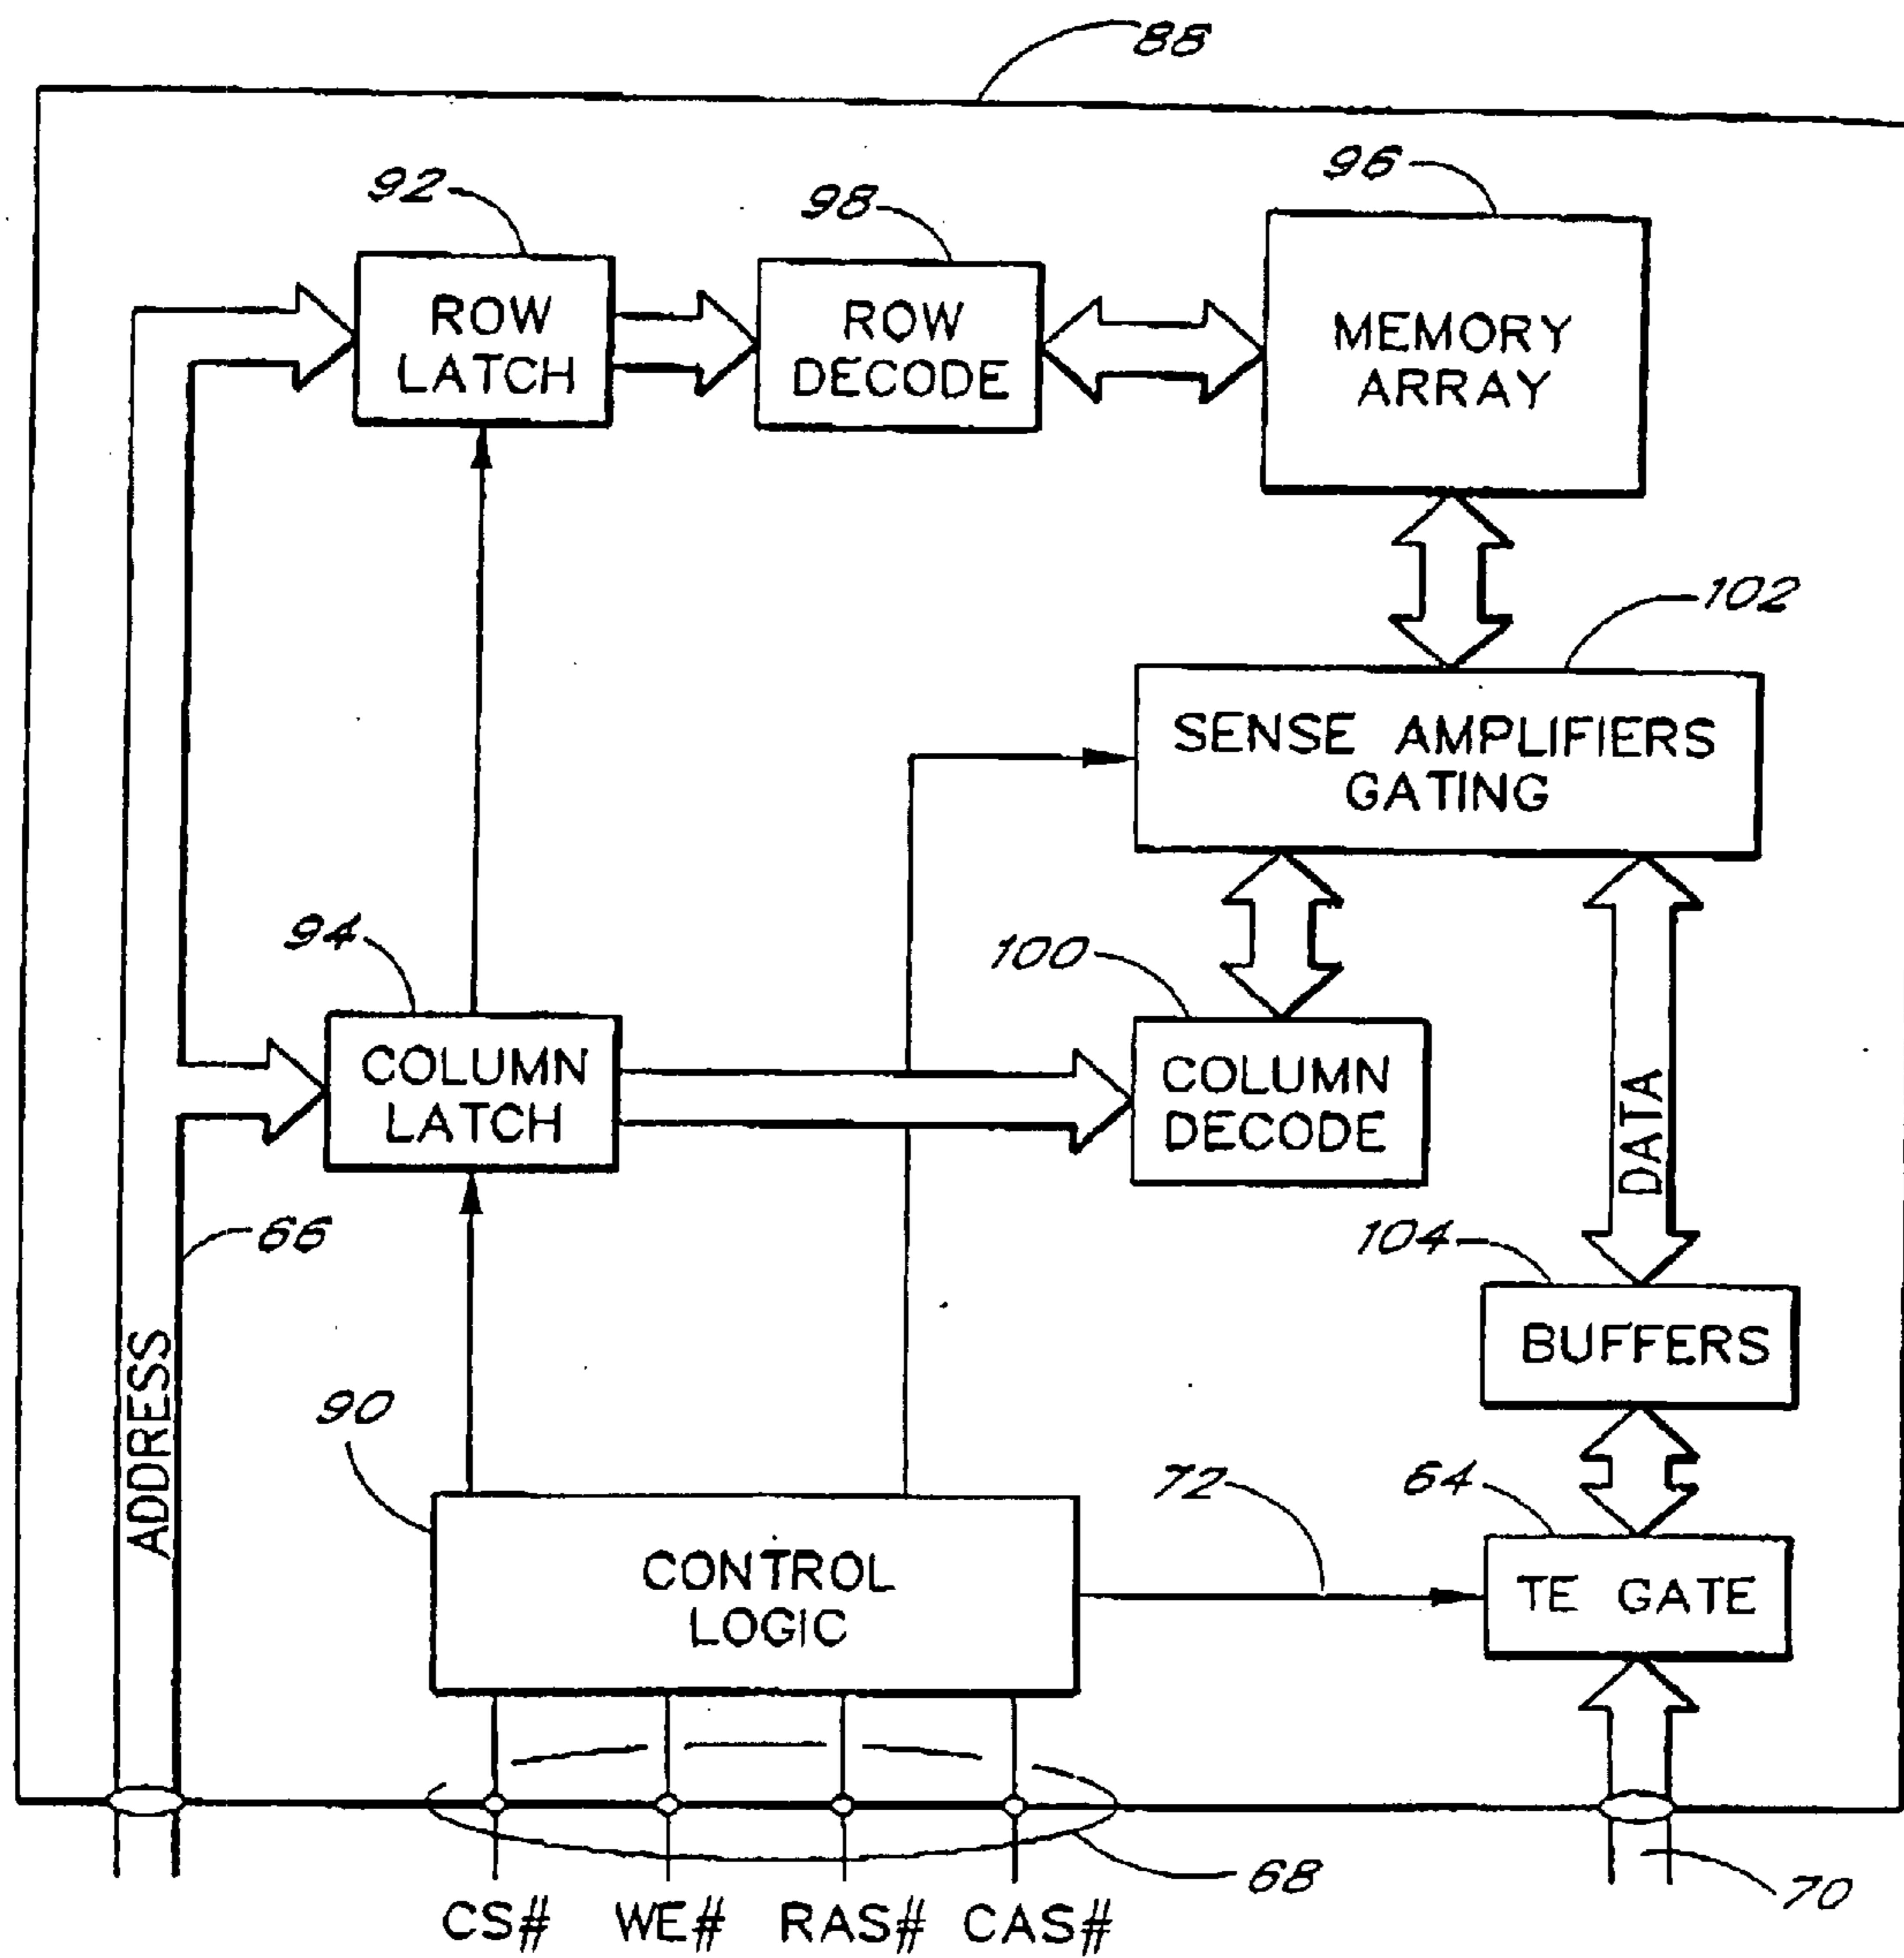 88
92
98
96
ROW
LATCH
ROW
DECODE
MEMORY
ARRAY
102
SENSE AMPLIFIERS
GATING
94
100
COLUMN
LATCH
COLUMN
DECODE
DATA
66
104
ADDRESS
BUFFERS
90
72
64
CONTROL
LOGIC
TE GATE
68
70
CS# WE# RAS# CAS#